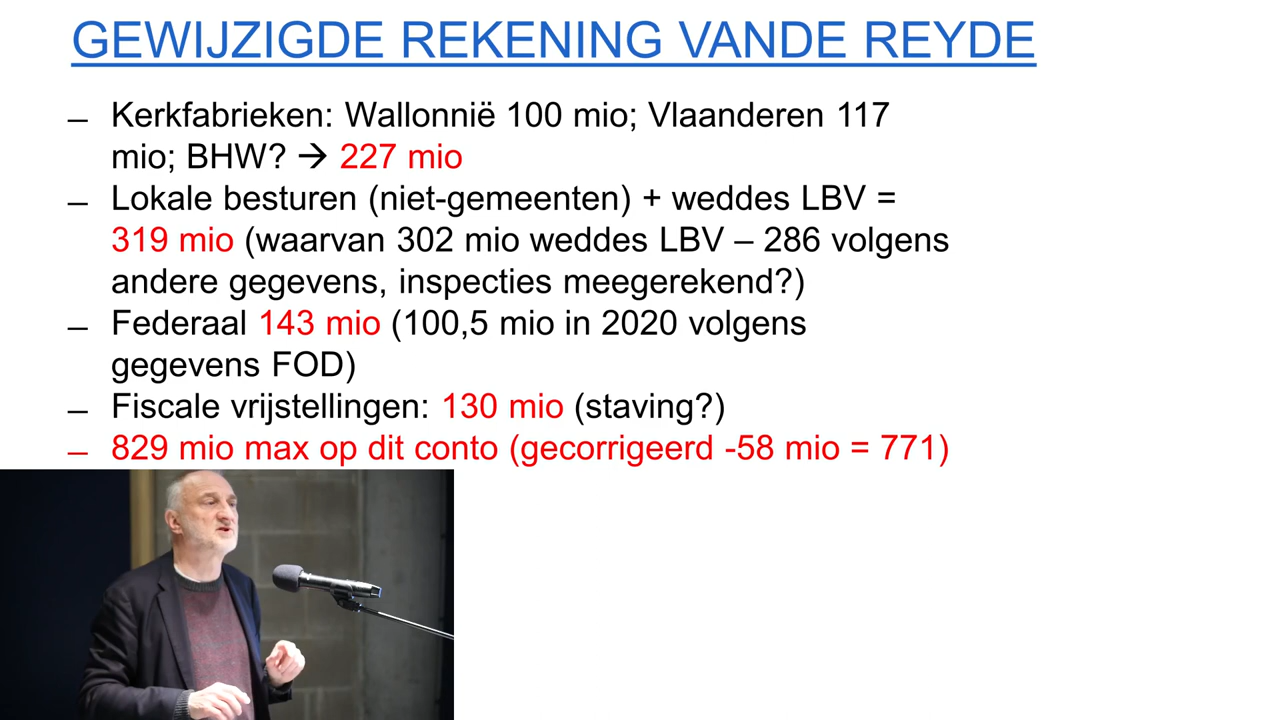 GEWIJZIGDE REKENING VANDE REYDE
– Kerkfabrieken: Wallonnië 100 mio; Vlaanderen 117
mio; BHW? → 227 mio
– Lokale besturen (niet-gemeenten) + weddes LBV =
319 mio (waarvan 302 mio weddes LBV – 286 volgens
andere gegevens, inspecties meegerekend?)
– Federaal 143 mio (100,5 mio in 2020 volgens
gegevens FOD)
– Fiscale vrijstellingen: 130 mio (staving?)
– 829 mio max op dit conto (gecorrigeerd -58 mio = 771)